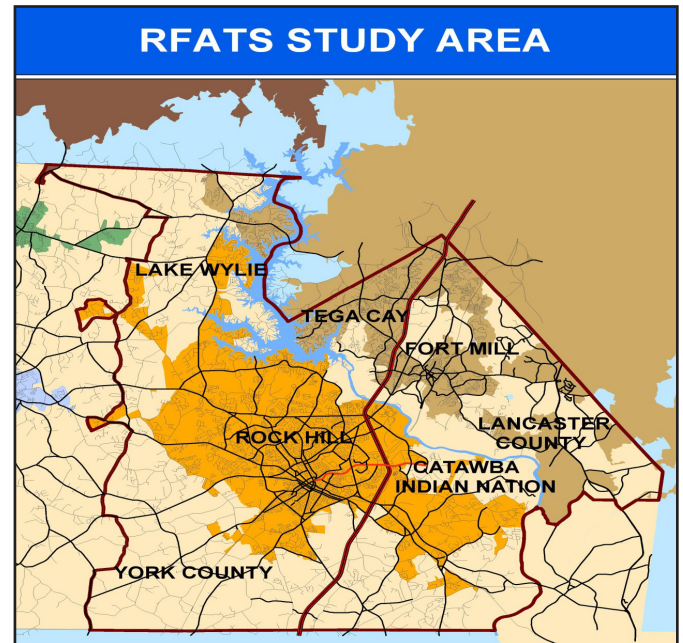 RFATS STUDY AREA
LAKE WYLIE
TEGA CAY
FORT MILL
LANCASTER
COUNTY
ROCK HILL
CATAWBA
INDIAN NATION
YORK COUNTY